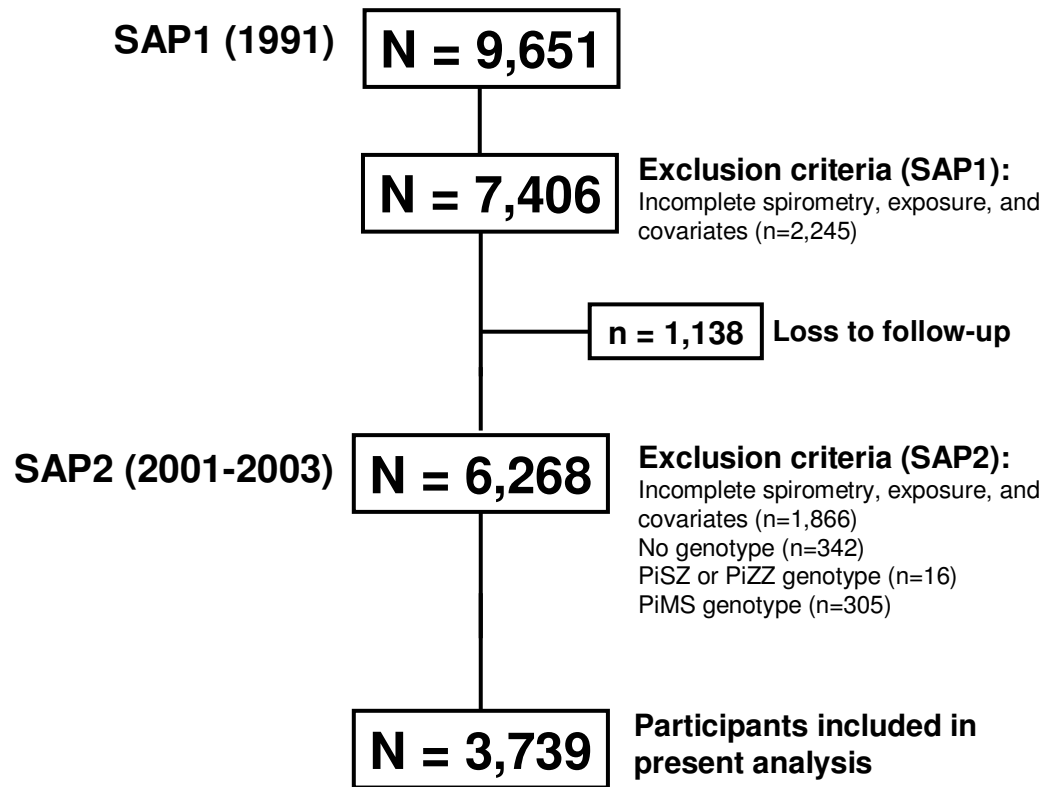 SAP1 (1991)
N = 9,651
N = 7,406
Exclusion criteria (SAP1):
Incomplete spirometry, exposure, and
covariates (n=2,245)
n = 1,138
Loss to follow-up
SAP2 (2001-2003)
N = 6,268
Exclusion criteria (SAP2):
Incomplete spirometry, exposure, and
covariates (n=1,866)
No genotype (n=342)
PiSZ or PiZZ genotype (n=16)
PiMS genotype (n=305)
N = 3,739
Participants included in
present analysis